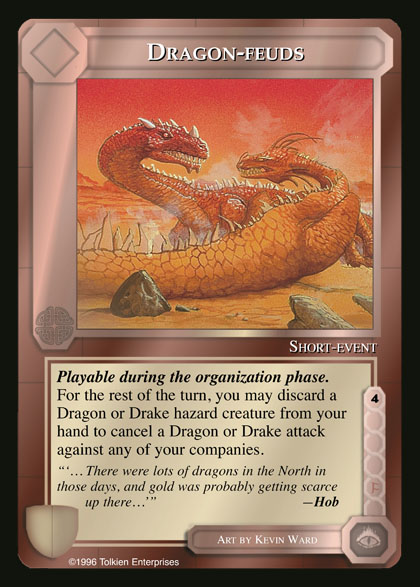 Dragon-feuds
Short-event
Playable during the organization phase.
For the rest of the turn, you may discard a
Dragon or Drake hazard creature from your
hand to cancel a Dragon or Drake attack
against any of your companies.
“‘…There were lots of dragons in the North in
those days, and gold was probably getting scarce
up there…’” —Hob
4
Art by Kevin Ward
©1996 Tolkien Enterprises